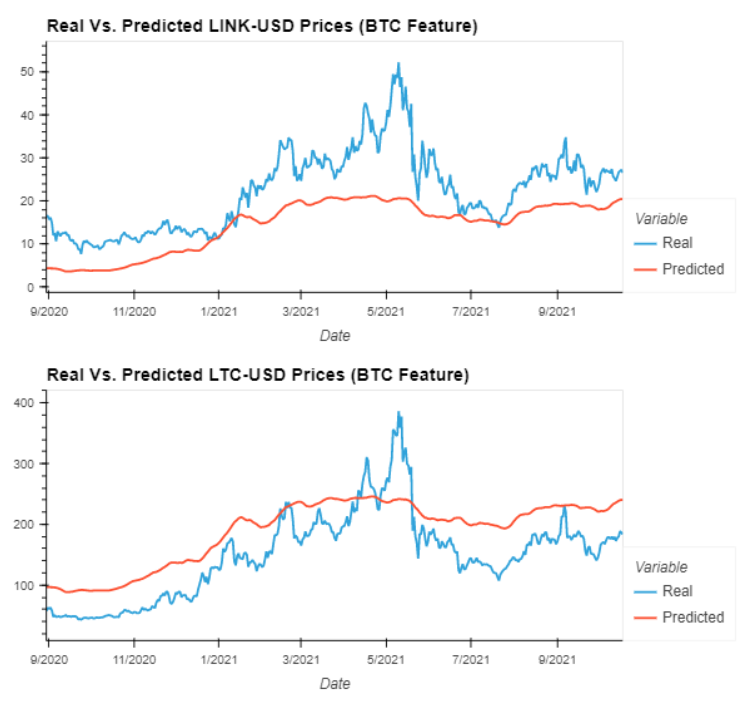 Real Vs. Predicted LINK-USD Prices (BTC Feature)
50
40
30
20
10
0
9/2020 11/2020 1/2021 3/2021 5/2021 7/2021 9/2021
Date
Variable
Real
Predicted
Real Vs. Predicted LTC-USD Prices (BTC Feature)
400
300
200
100
9/2020 11/2020 1/2021 3/2021 5/2021 7/2021 9/2021
Date
Variable
Real
Predicted